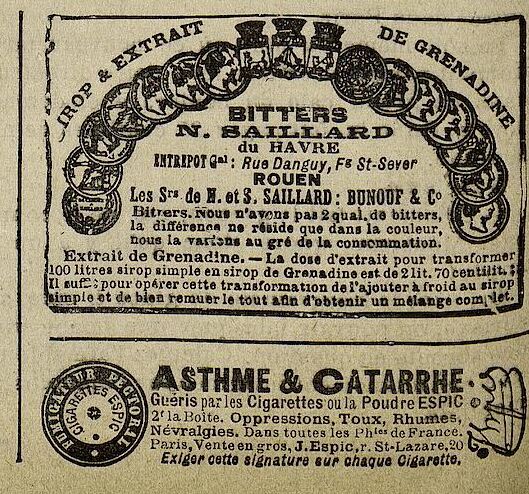 SIROP & EXTRAIT DE GRENADINE
BITTERS
N. SAILLARD
du HAVRE
ENTREPOT Gal : Rue Danguy, Fg St-Sever
ROUEN
Les Srs de N. et S. SAILLARD : BUNOUF & Co
Bitters. Nous n'avons pas 2 qual. de bitters,
la différence ne réside que dans la couleur,
nous la varions au gré de la consommation.
Extrait de Grenadine. — La dose d'extrait pour transformer
100 litres sirop simple en sirop de Grenadine est de 2 lit. 70 centilit. :
Il suffit pour opérer cette transformation de l'ajouter à froid au sirop
simple et de bien remuer le tout afin d'obtenir un mélange complet.
FUMIGATEUR PECTORAL
CIGARETTES ESPIC
ASTHME & CATARRHE
Guéris par les Cigarettes ou la Poudre ESPIC
2f la Boîte. Oppressions, Toux, Rhumes,
Névralgies. Dans toutes les Phies de France.
Paris, Vente en gros, J. Espic, r. St-Lazare, 20
Exiger cette signature sur chaque Cigarette.